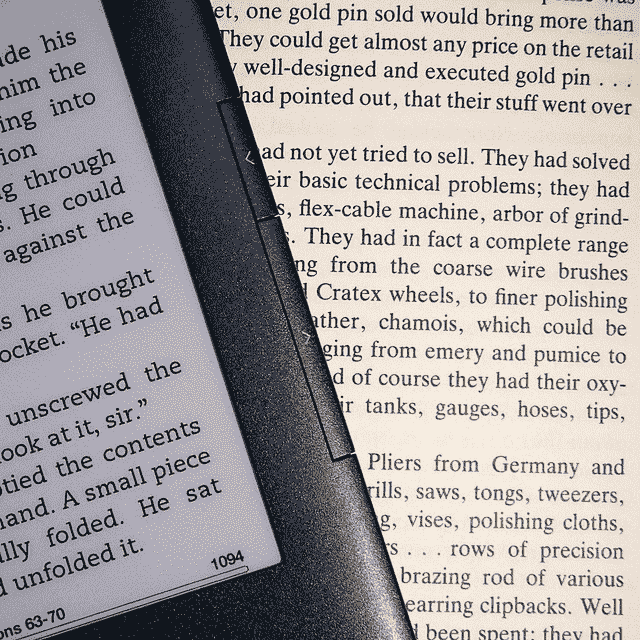 de his
him the
ing into
ion
g through
s. He could
against the
s he brought
ocket. “He had
unscrewed the
ook at it, sir.”
tied the contents
hand. A small piece
lly folded. He sat
d unfolded it.
1094
ons 63-70
et, one gold pin sold would bring more than
They could get almost any price on the retail
y well-designed and executed gold pin . . .
had pointed out, that their stuff went over
ad not yet tried to sell. They had solved
eir basic technical problems; they had
s, flex-cable machine, arbor of grind-
s. They had in fact a complete range
ng from the coarse wire brushes
d Cratex wheels, to finer polishing
ather, chamois, which could be
ging from emery and pumice to
d of course they had their oxy-
ir tanks, gauges, hoses, tips,
Pliers from Germany and
rills, saws, tongs, tweezers,
g, vises, polishing cloths,
rs . . . rows of precision
brazing rod of various
earring clipbacks. Well
d been spent; they had